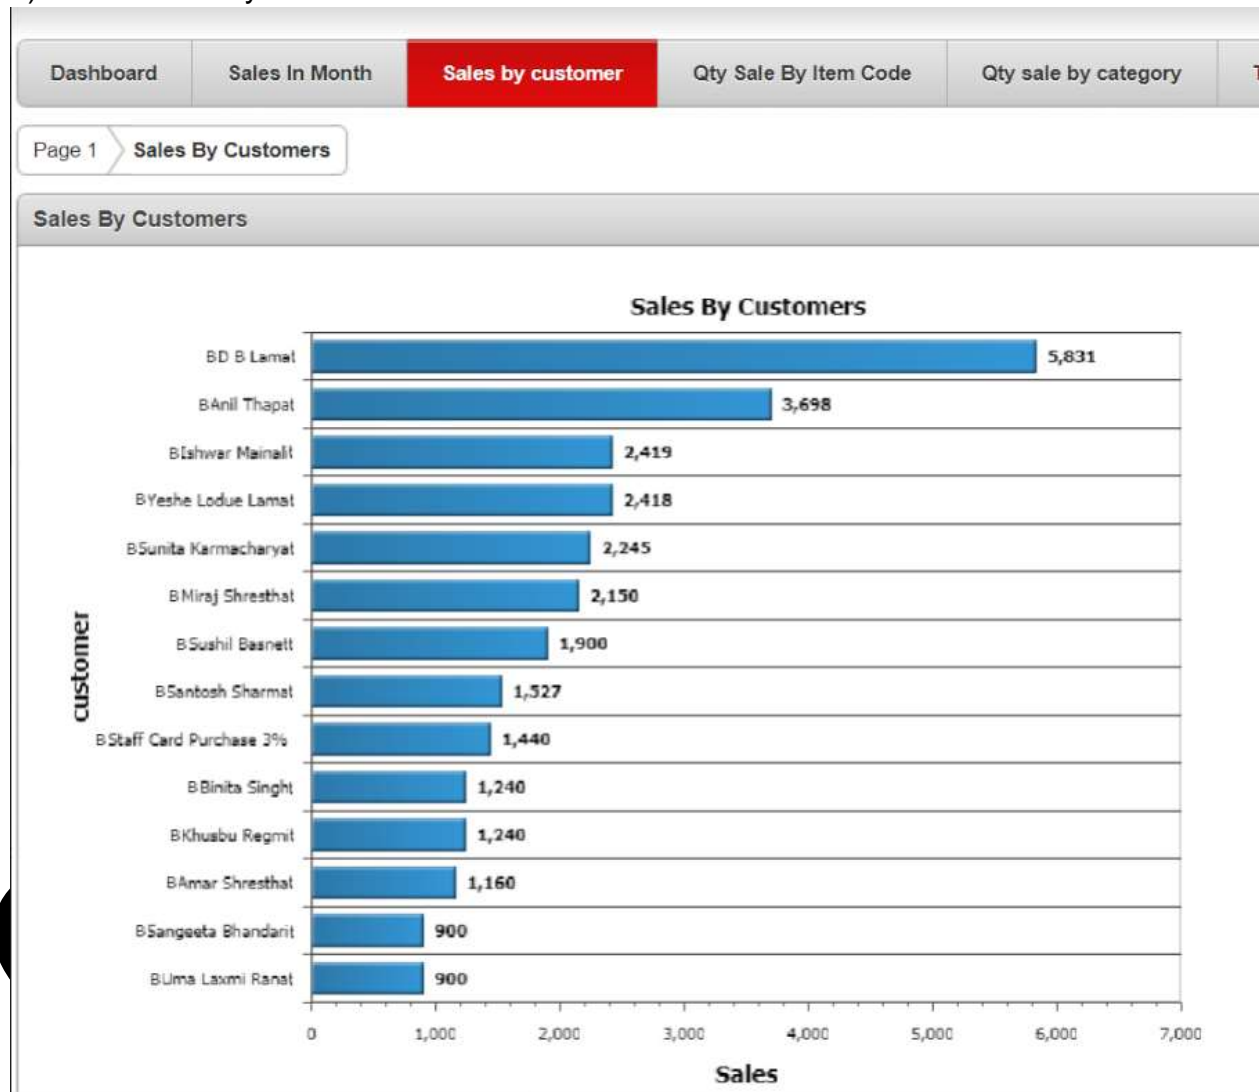 Dashboard Sales In Month Sales by customer Qty Sale By Item Code Qty sale by category
Page 1 Sales By Customers
Sales By Customers
Sales By Customers
BD B Lamat 5,831
BAnil Thapat 3,698
BIshwar Mainalit 2,419
BYeshe Lodue Lamat 2,418
BSunita Karmacharyat 2,245
BMiraj Shresthat 2,150
BSushil Basnett 1,900
BSantosh Sharmat 1,527
BStaff Card Purchase 3% 1,440
BBinita Singht 1,240
BKhusbu Regmit 1,240
BAmar Shresthat 1,160
BSangeeta Bhandarit 900
BUma Laxmi Ranat 900
customer
0 1,000 2,000 3,000 4,000 5,000 6,000 7,000
Sales